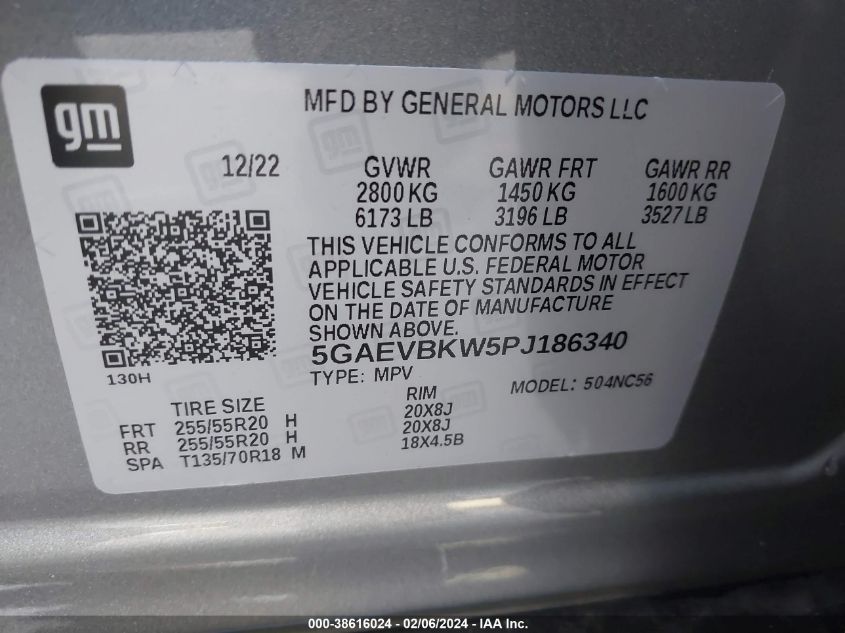 gm
MFD BY GENERAL MOTORS LLC
12/22 GVWR GAWR FRT GAWR RR
2800 KG 1450 KG 1600 KG
6173 LB 3196 LB 3527 LB
THIS VEHICLE CONFORMS TO ALL
APPLICABLE U.S. FEDERAL MOTOR
VEHICLE SAFETY STANDARDS IN EFFECT
ON THE DATE OF MANUFACTURE
SHOWN ABOVE.
5GAEVBKW5PJ186340
130H TYPE: MPV MODEL: 504NC56
TIRE SIZE RIM
FRT 255/55R20 H 20X8J
RR 255/55R20 H 20X8J
SPA T135/70R18 M 18X4.5B
000-38616024 - 02/06/2024 - IAA Inc.